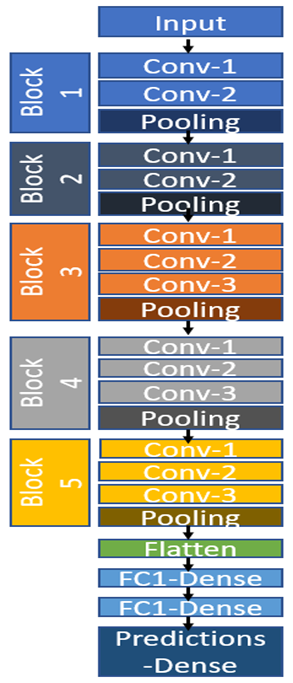 Input
Block 1
Conv-1
Conv-2
Pooling
Block 2
Conv-1
Conv-2
Pooling
Block 3
Conv-1
Conv-2
Conv-3
Pooling
Block 4
Conv-1
Conv-2
Conv-3
Pooling
Block 5
Conv-1
Conv-2
Conv-3
Pooling
Flatten
FC1-Dense
FC1-Dense
Predictions
-Dense